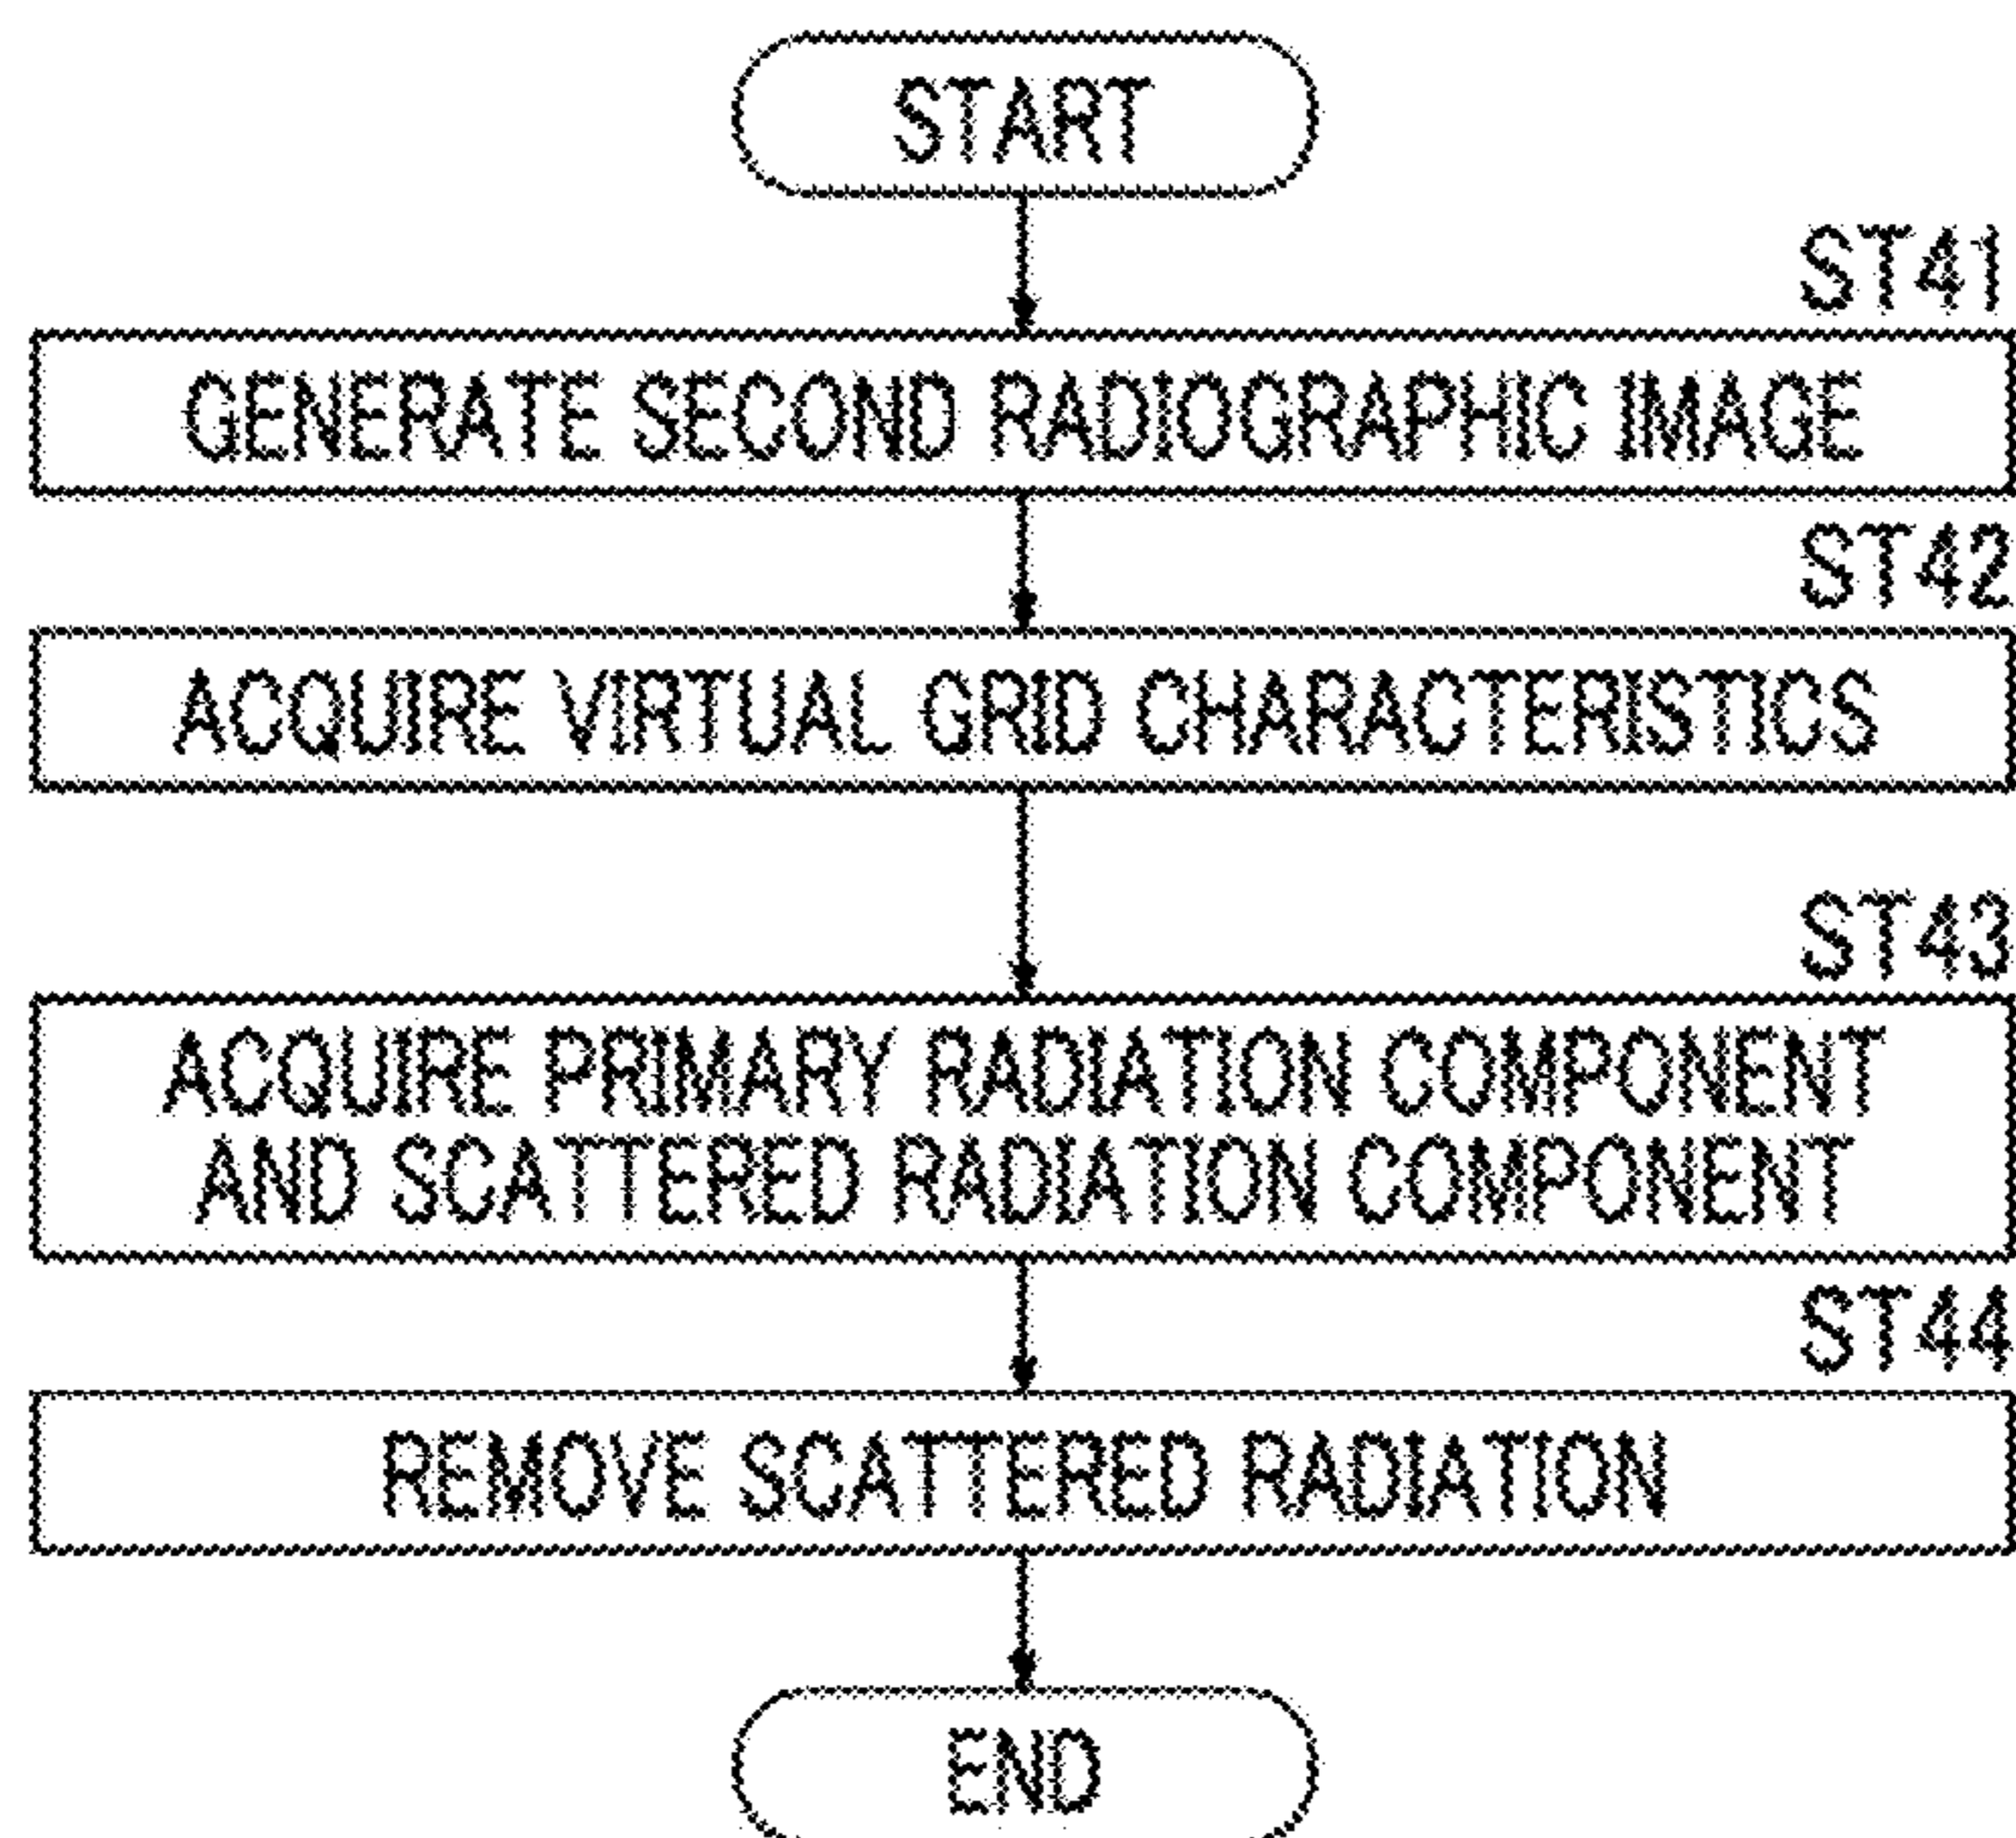 START
ST41
GENERATE SECOND RADIOGRAPHIC IMAGE
ST42
ACQUIRE VIRTUAL GRID CHARACTERISTICS
ST43
ACQUIRE PRIMARY RADIATION COMPONENT
AND SCATTERED RADIATION COMPONENT
ST44
REMOVE SCATTERED RADIATION
END